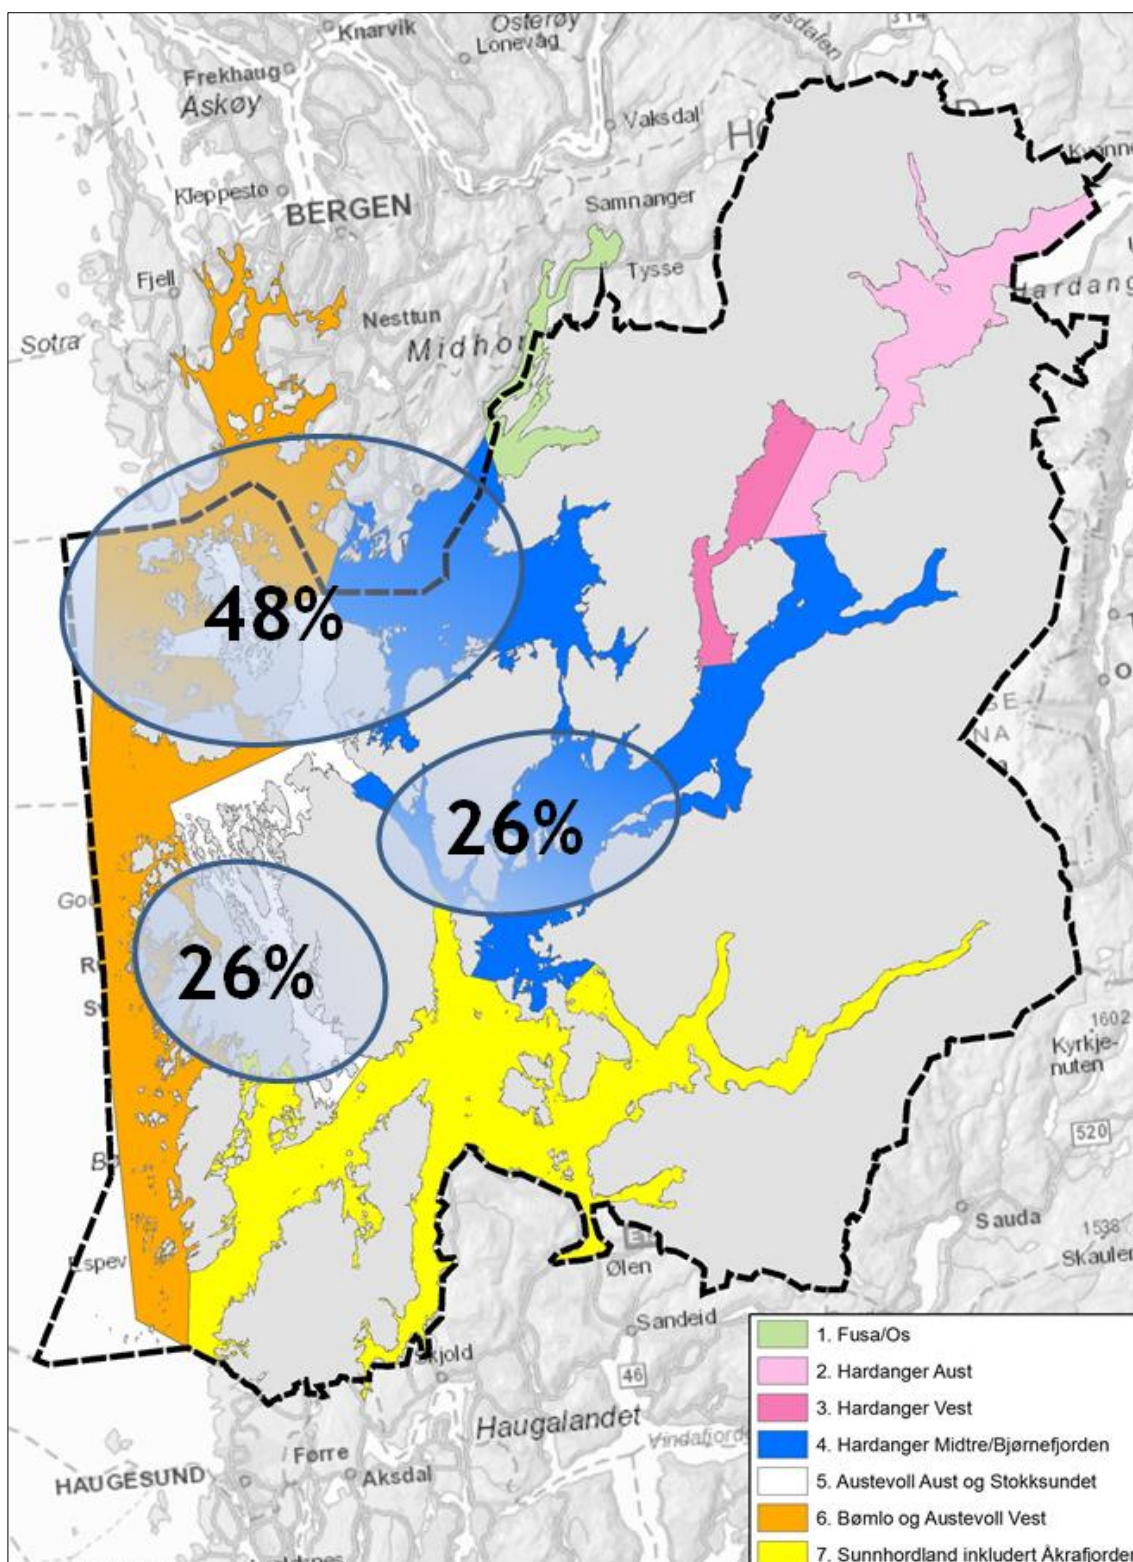 Knarvik
Osterøy
Lonevåg
Frekhaug
Askøy
Vaksdal
Kleppestø
BERGEN
Samnanger
Fjell
Tysse
Nesttun
Sotra
48%
26%
26%
1602
Kyrkje-
nuten
520
Sauda
1538
Ølen
Sandeid
46
Haugalandet
Førre
HAUGESUND
Aksdal
1. Fusa/Os
2. Hardanger Aust
3. Hardanger Vest
4. Hardanger Midtre/Bjørnefjorden
5. Austevoll Aust og Stokksundet
6. Bømlo og Austevoll Vest
7. Sunnhordland inkludert Åkrafjorden